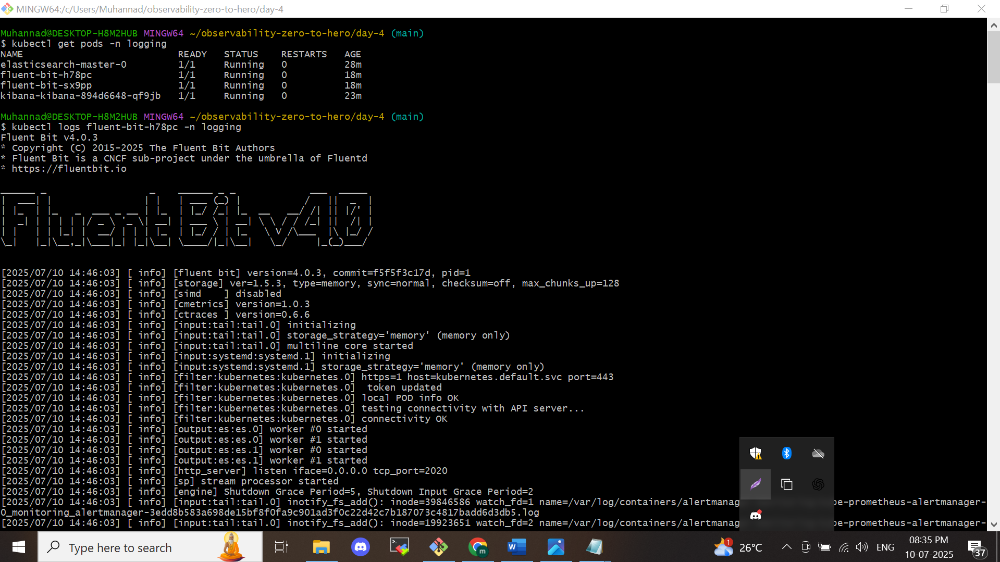 MINGW64:/c/Users/Muhannad/observability-zero-to-hero/day-4
Muhannad@DESKTOP-H8M2HUB MINGW64 ~/observability-zero-to-hero/day-4 (main)
$ kubectl get pods -n logging
NAME READY STATUS RESTARTS AGE
elasticsearch-master-0 1/1 Running 0 28m
fluent-bit-h78pc 1/1 Running 0 18m
fluent-bit-sx9pp 1/1 Running 0 18m
kibana-kibana-894d6648-qf9jb 1/1 Running 0 23m
Muhannad@DESKTOP-H8M2HUB MINGW64 ~/observability-zero-to-hero/day-4 (main)
$ kubectl logs fluent-bit-h78pc -n logging
Fluent Bit v4.0.3
* Copyright (C) 2015-2025 The Fluent Bit Authors
* Fluent Bit is a CNCF sub-project under the umbrella of Fluentd
* https://fluentbit.io
Fluent Bit v4.0
[2025/07/10 14:46:03] [ info] [fluent bit] version=4.0.3, commit=f5f5f3c17d, pid=1
[2025/07/10 14:46:03] [ info] [storage] ver=1.5.3, type=memory, sync=normal, checksum=off, max_chunks_up=128
[2025/07/10 14:46:03] [ info] [simd    ] disabled
[2025/07/10 14:46:03] [ info] [cmetrics] version=1.0.3
[2025/07/10 14:46:03] [ info] [ctraces ] version=0.6.6
[2025/07/10 14:46:03] [ info] [input:tail:tail.0] initializing
[2025/07/10 14:46:03] [ info] [input:tail:tail.0] storage_strategy='memory' (memory only)
[2025/07/10 14:46:03] [ info] [input:tail:tail.0] multiline core started
[2025/07/10 14:46:03] [ info] [input:systemd:systemd.1] initializing
[2025/07/10 14:46:03] [ info] [input:systemd:systemd.1] storage_strategy='memory' (memory only)
[2025/07/10 14:46:03] [ info] [filter:kubernetes:kubernetes.0] https=1 host=kubernetes.default.svc port=443
[2025/07/10 14:46:03] [ info] [filter:kubernetes:kubernetes.0]  token updated
[2025/07/10 14:46:03] [ info] [filter:kubernetes:kubernetes.0] local POD info OK
[2025/07/10 14:46:03] [ info] [filter:kubernetes:kubernetes.0] testing connectivity with API server...
[2025/07/10 14:46:03] [ info] [filter:kubernetes:kubernetes.0] connectivity OK
[2025/07/10 14:46:03] [ info] [output:es:es.0] worker #0 started
[2025/07/10 14:46:03] [ info] [output:es:es.0] worker #1 started
[2025/07/10 14:46:03] [ info] [output:es:es.1] worker #0 started
[2025/07/10 14:46:03] [ info] [output:es:es.1] worker #1 started
[2025/07/10 14:46:03] [ info] [http_server] listen iface=0.0.0.0 tcp_port=2020
[2025/07/10 14:46:03] [ info] [sp] stream processor started
[2025/07/10 14:46:03] [ info] [engine] Shutdown Grace Period=5, Shutdown Input Grace Period=2
[2025/07/10 14:46:03] [ info] [input:tail:tail.0] inotify_fs_add(): inode=39846586 watch_fd=1 name=/var/log/containers/alertmanag be-prometheus-alertmanager-
0_monitoring_alertmanager-3edd8b583a698de15bf8f0fa9c901ad3f0c22d42c7b187073c4817badd6d3db5.log
[2025/07/10 14:46:03] [ info] [input:tail:tail.0] inotify_fs_add(): inode=19923651 watch_fd=2 name=/var/log/containers/alertmanag be-prometheus-alertmanager-
Type here to search
m
1
26°C
ENG
08:35 PM
10-07-2025
37